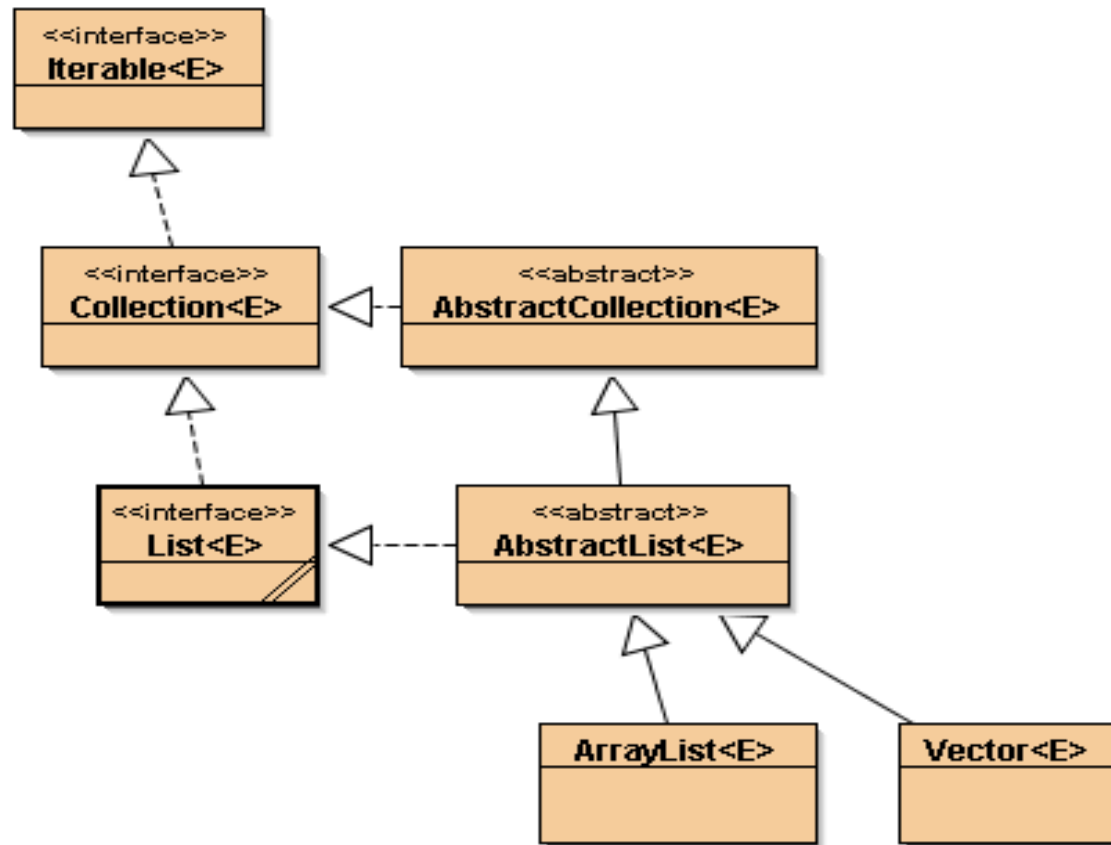 <<interface>>
Iterable<E>
<<interface>>
Collection<E>
<<abstract>>
AbstractCollection<E>
<<interface>>
List<E>
<<abstract>>
AbstractList<E>
ArrayList<E>
Vector<E>